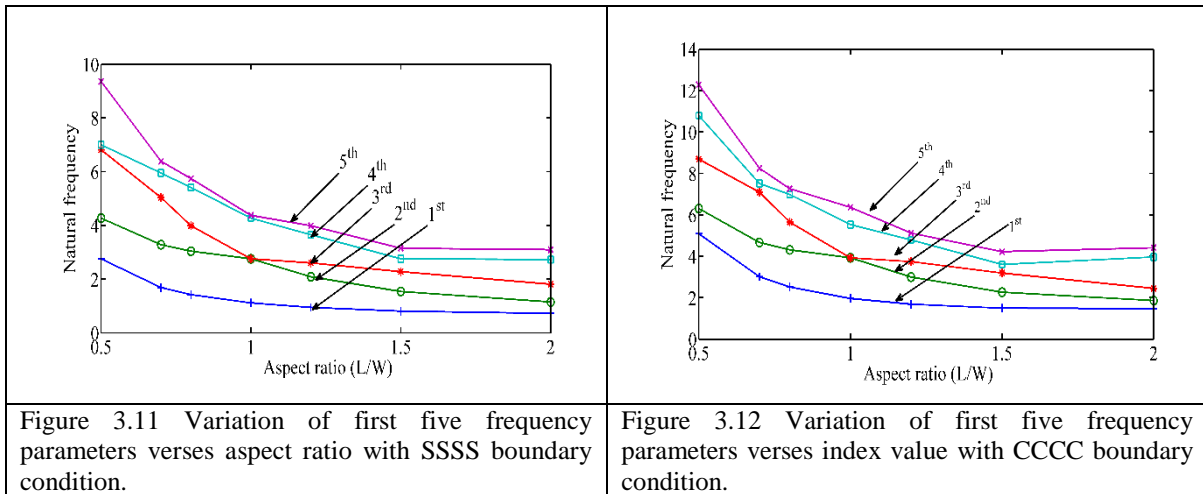 10
8
6
4
2
0
Natural frequency
0.5
1
1.5
2
Aspect ratio (L/W)
5th
4th
3rd
2nd
1st
Figure 3.11 Variation of first five frequency
parameters verses aspect ratio with SSSS boundary
condition.
14
12
10
8
6
4
2
0
Natural frequency
0.5
1
1.5
2
Aspect ratio (L/W)
5th
4th
3rd
2nd
1st
Figure 3.12 Variation of first five frequency
parameters verses index value with CCCC boundary
condition.